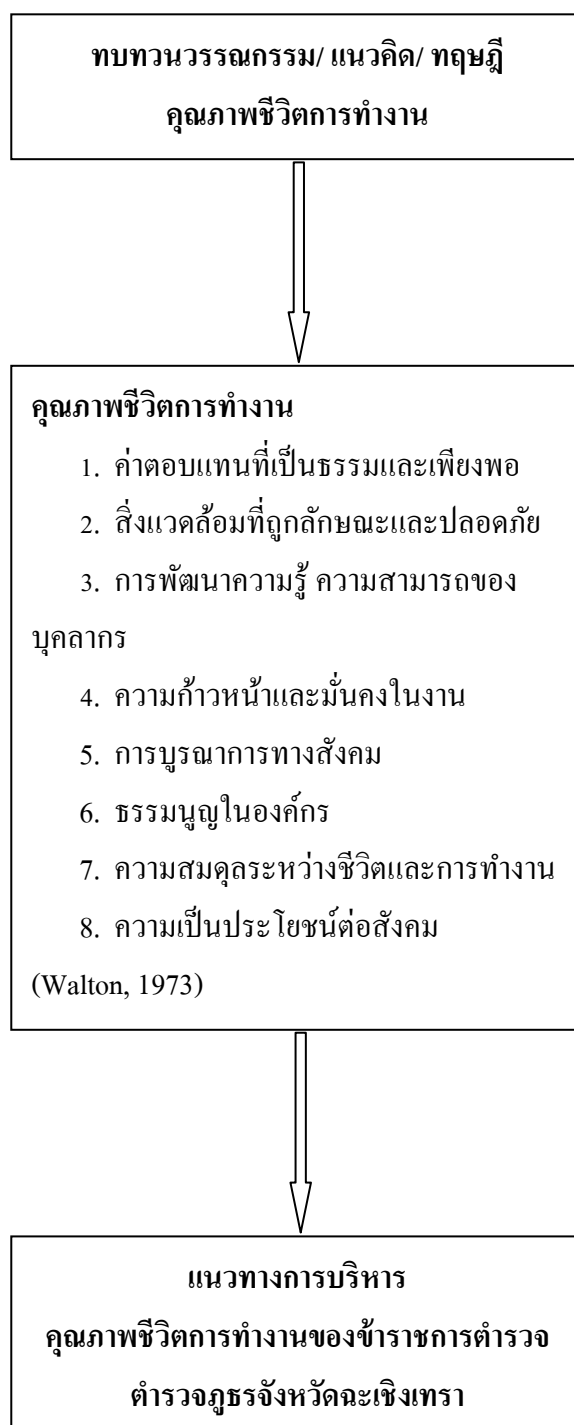 ทบทวนวรรณกรรม/ แนวคิด/ ทฤษฎี
คุณภาพชีวิตการทำงาน
คุณภาพชีวิตการทำงาน
1. ค่าตอบแทนที่เป็นธรรมและเพียงพอ
2. สิ่งแวดล้อมที่ถูกลักษณะและปลอดภัย
3. การพัฒนาความรู้ ความสามารถของ
บุคลากร
4. ความก้าวหน้าและมั่นคงในงาน
5. การบูรณาการทางสังคม
6. ธรรมนูญในองค์กร
7. ความสมดุลระหว่างชีวิตและการทำงาน
8. ความเป็นประโยชน์ต่อสังคม
(Walton, 1973)
แนวทางการบริหาร
คุณภาพชีวิตการทำงานของข้าราชการตำรวจ
ตำรวจภูธรจังหวัดฉะเชิงเทรา